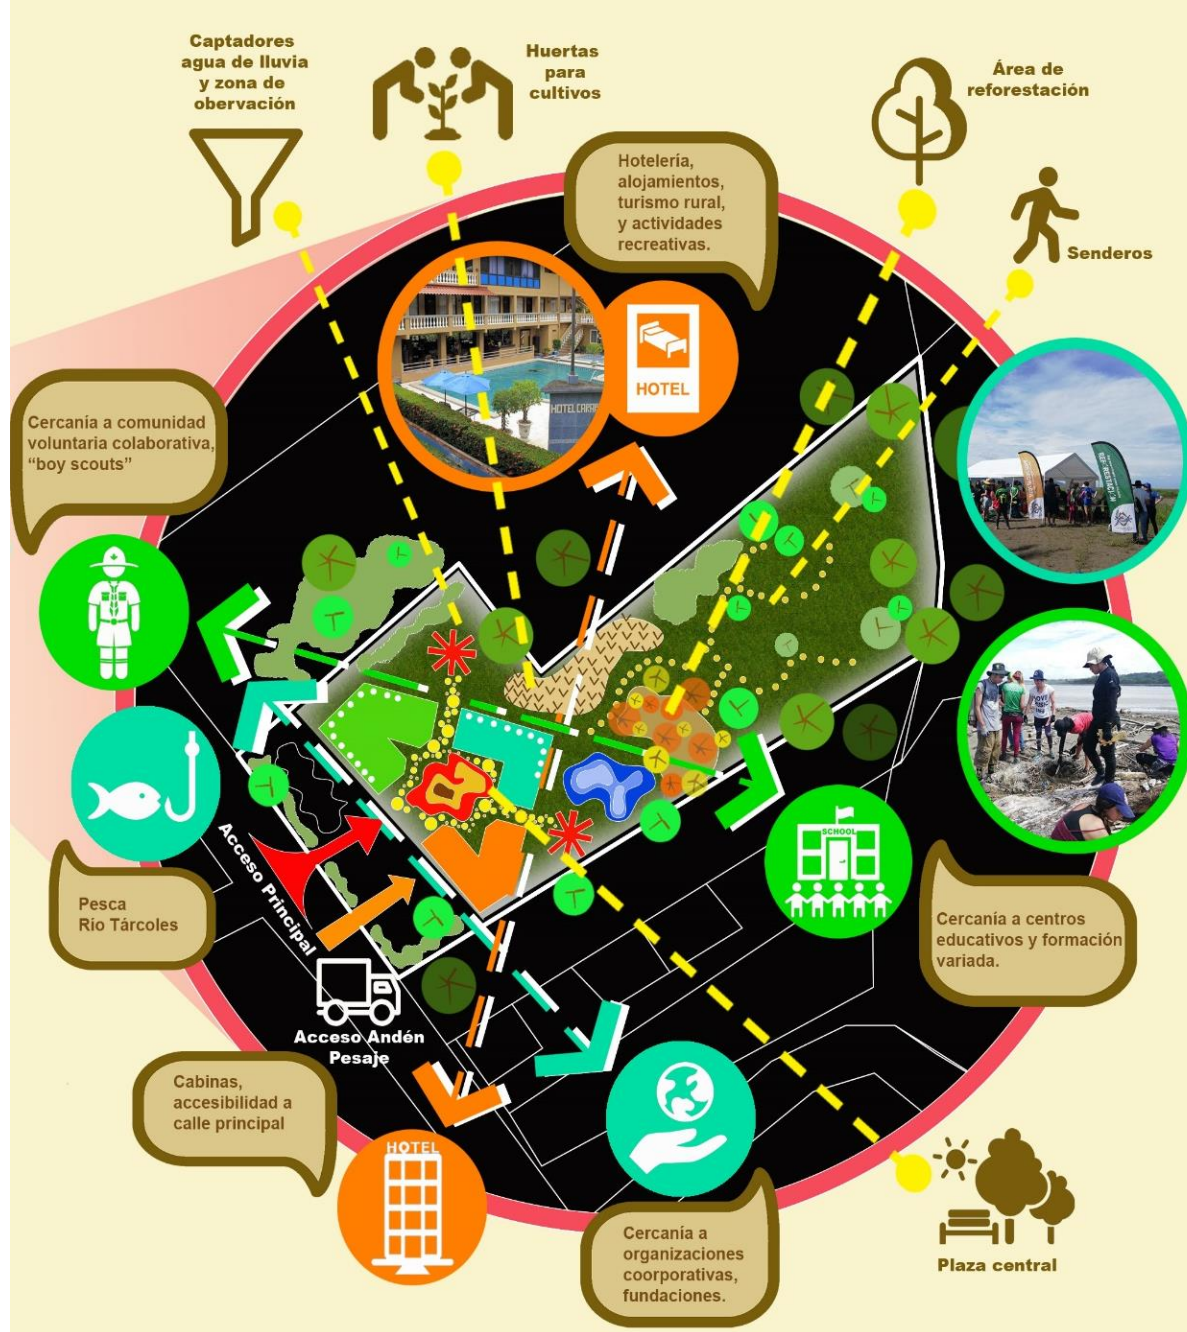 Captadores
agua de lluvia
y zona de
obervación
Huertas
para
cultivos
Área de
reforestación
Senderos
Hotelería,
alojamientos,
turismo rural,
y actividades
recreativas.
HOTEL
Cercanía a comunidad
voluntaria colaborativa,
“boy scouts”
Pesca
Río Tárcoles
Acceso Principal
Acceso Andén
Pesaje
SCHOOL
Cercanía a centros
educativos y formación
variada.
Cabinas,
accesibilidad a
calle principal
HOTEL
Cercanía a
organizaciones
coorporativas,
fundaciones.
Plaza central